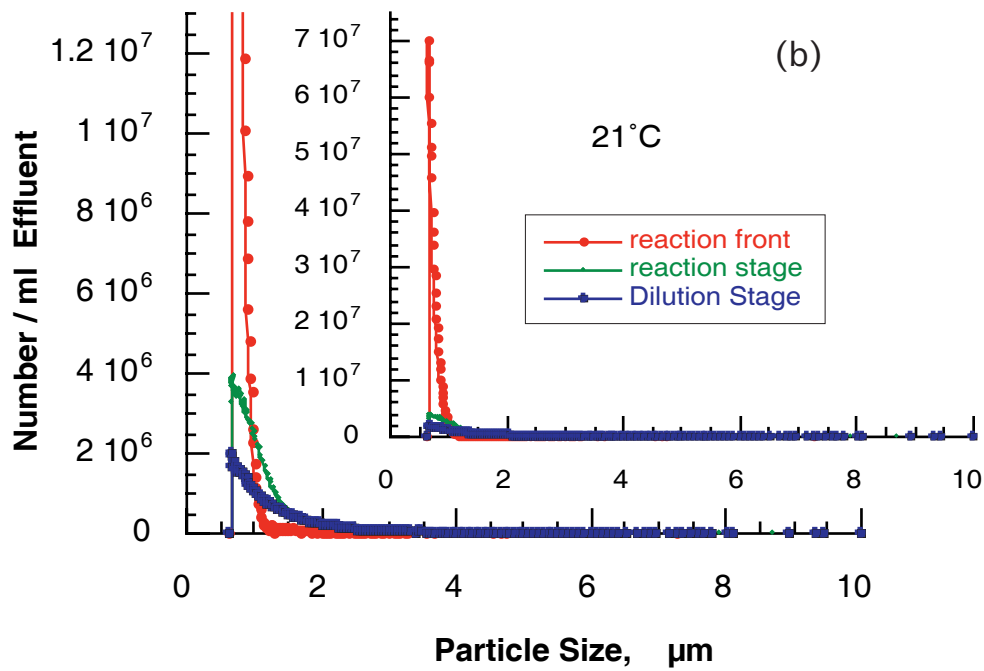 (b)
21˚C
reaction front
reaction stage
Dilution Stage
7 10⁷
6 10⁷
5 10⁷
4 10⁷
3 10⁷
2 10⁷
1 10⁷
0
0 2 4 6 8 10
Number / ml Effluent
1.2 10⁷
1 10⁷
8 10⁶
6 10⁶
4 10⁶
2 10⁶
0
0 2 4 6 8 10
Particle Size, µm